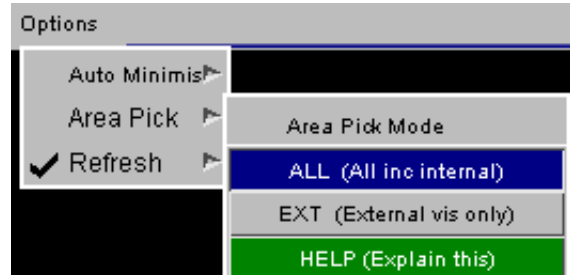 Options
Auto Minimis
Area Pick
Refresh
Area Pick Mode
ALL (All inc internal)
EXT (External vis only)
HELP (Explain this)